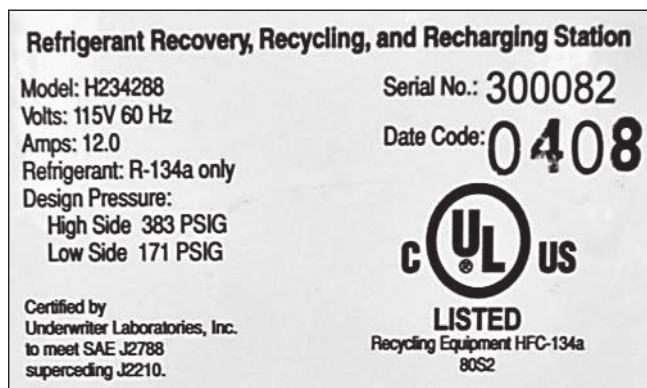 Refrigerant Recovery, Recycling, and Recharging Station
Model: H234288
Volts: 115V 60 Hz
Amps: 12.0
Refrigerant: R-134a only
Design Pressure:
High Side 383 PSIG
Low Side 171 PSIG
Certified by
Underwriter Laboratories, Inc.
to meet SAE J2788
superceding J2210.
Serial No.: 300082
Date Code: 0408
C UL ® US
LISTED
Recycling Equipment HFC-134a
80S2